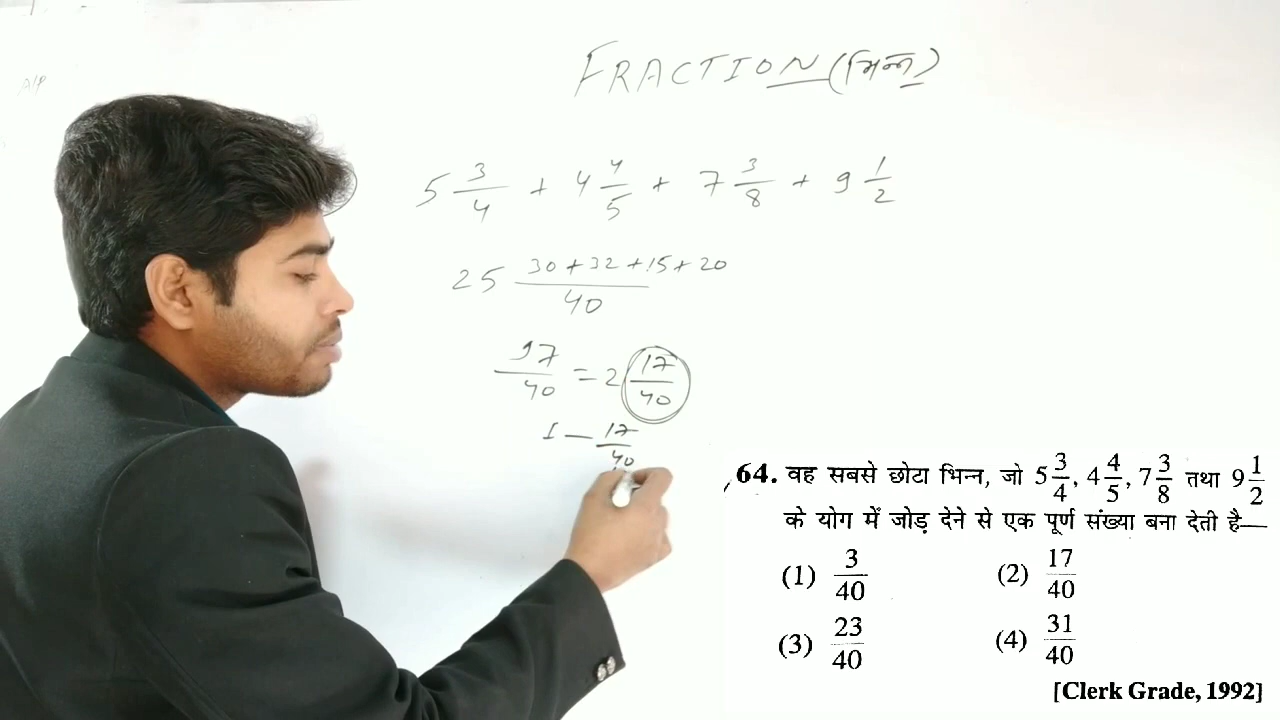 A/P
FRACTION (भिन्न)
5 3/4 + 4 4/5 + 7 3/8 + 9 1/2
25 30+32+15+20/40
97/40 = 2 17/40
1 — 17/40
64. वह सबसे छोटा भिन्न, जो 5 3/4, 4 4/5, 7 3/8 तथा 9 1/2
के योग में जोड़ देने से एक पूर्ण संख्या बना देती है—
(1) 3/40 (2) 17/40
(3) 23/40 (4) 31/40
[Clerk Grade, 1992]